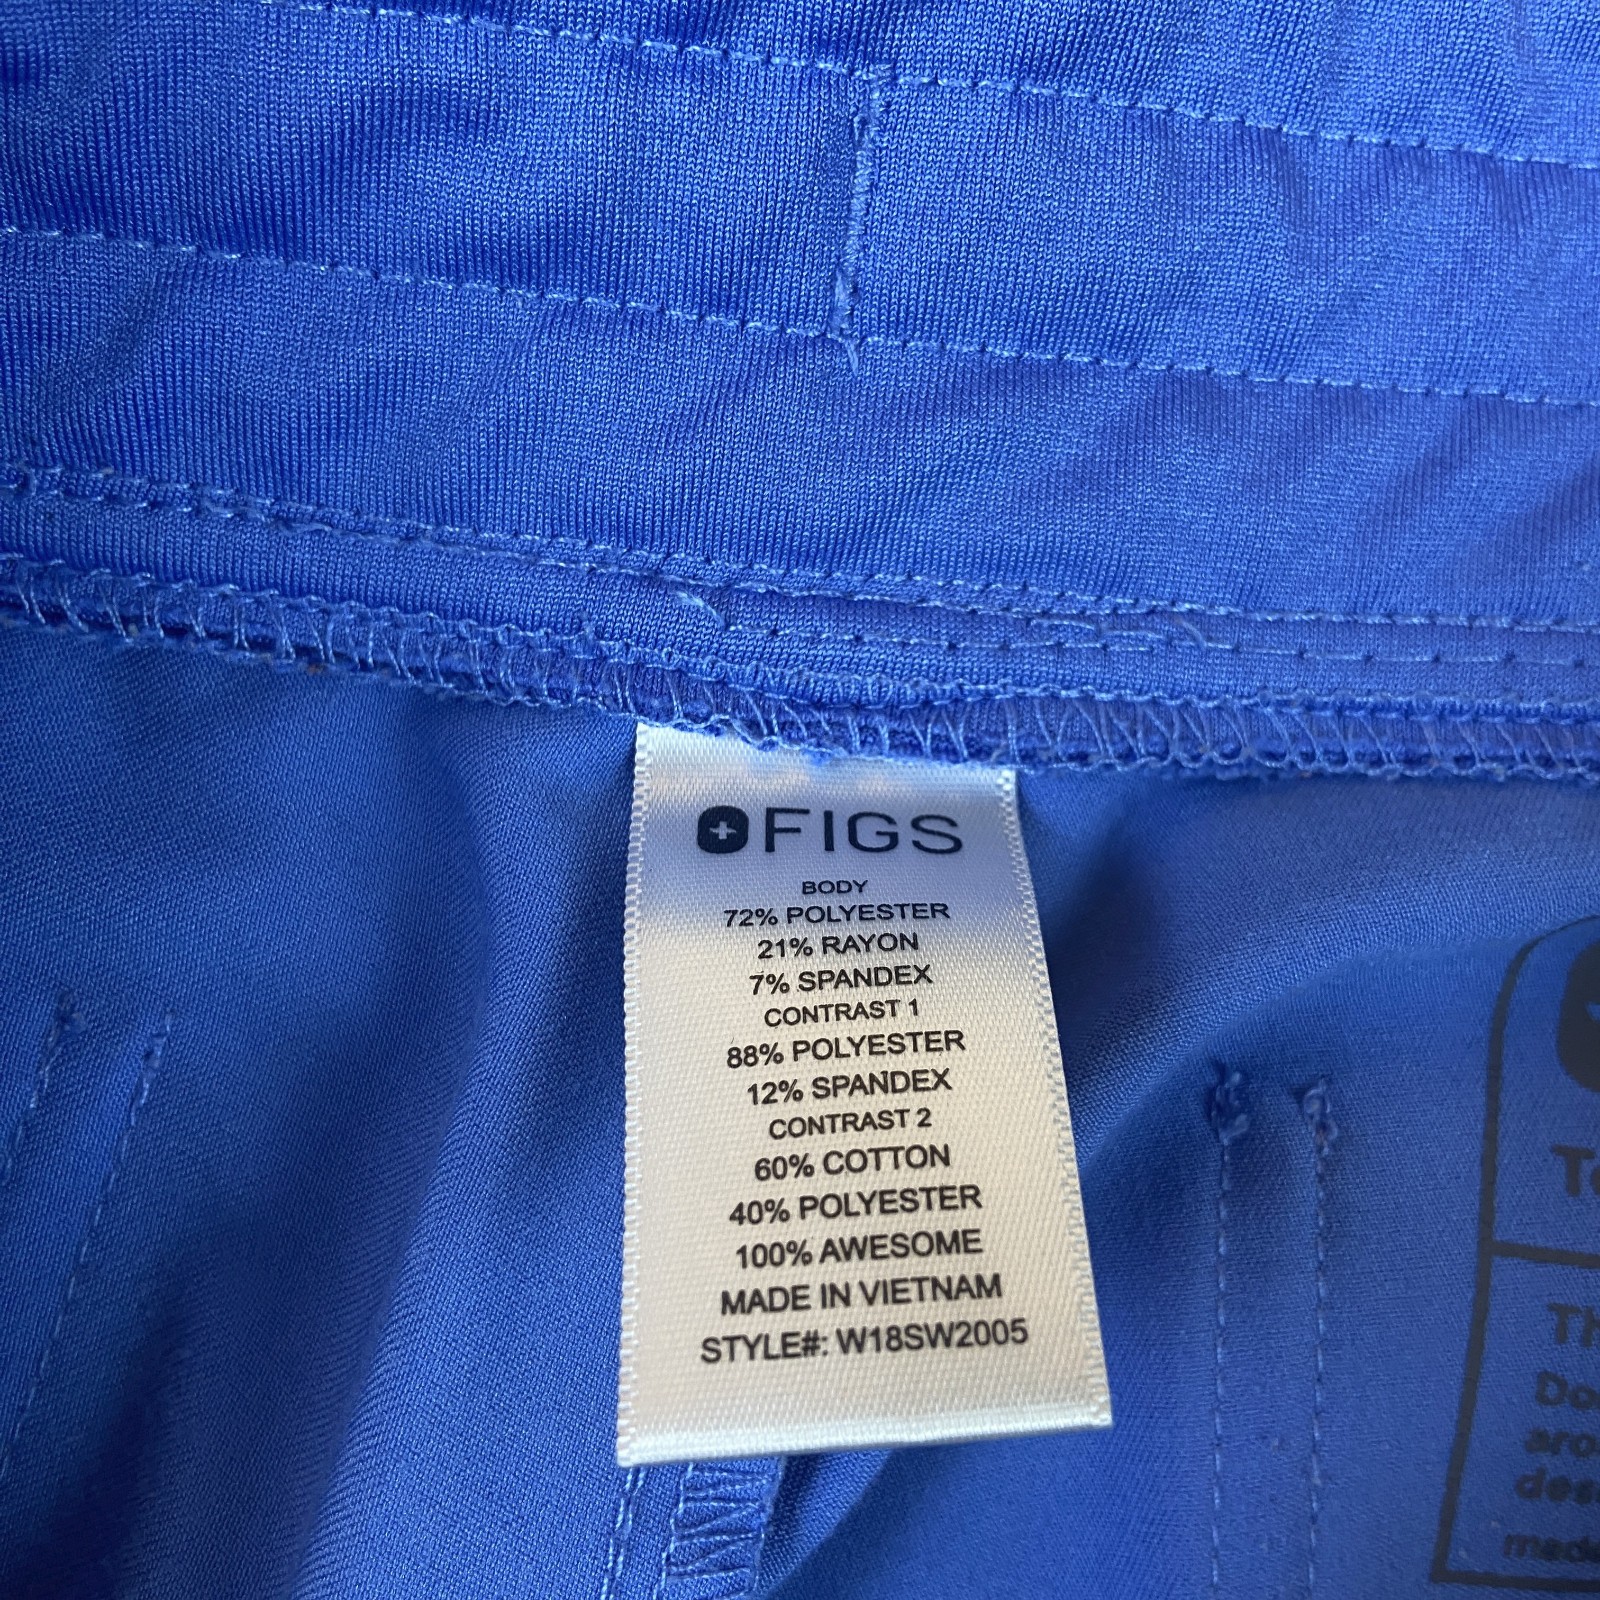 FIGS
BODY
72% POLYESTER
21% RAYON
7% SPANDEX
CONTRAST 1
88% POLYESTER
12% SPANDEX
CONTRAST 2
60% COTTON
40% POLYESTER
100% AWESOME
MADE IN VIETNAM
STYLE#: W18SW2005